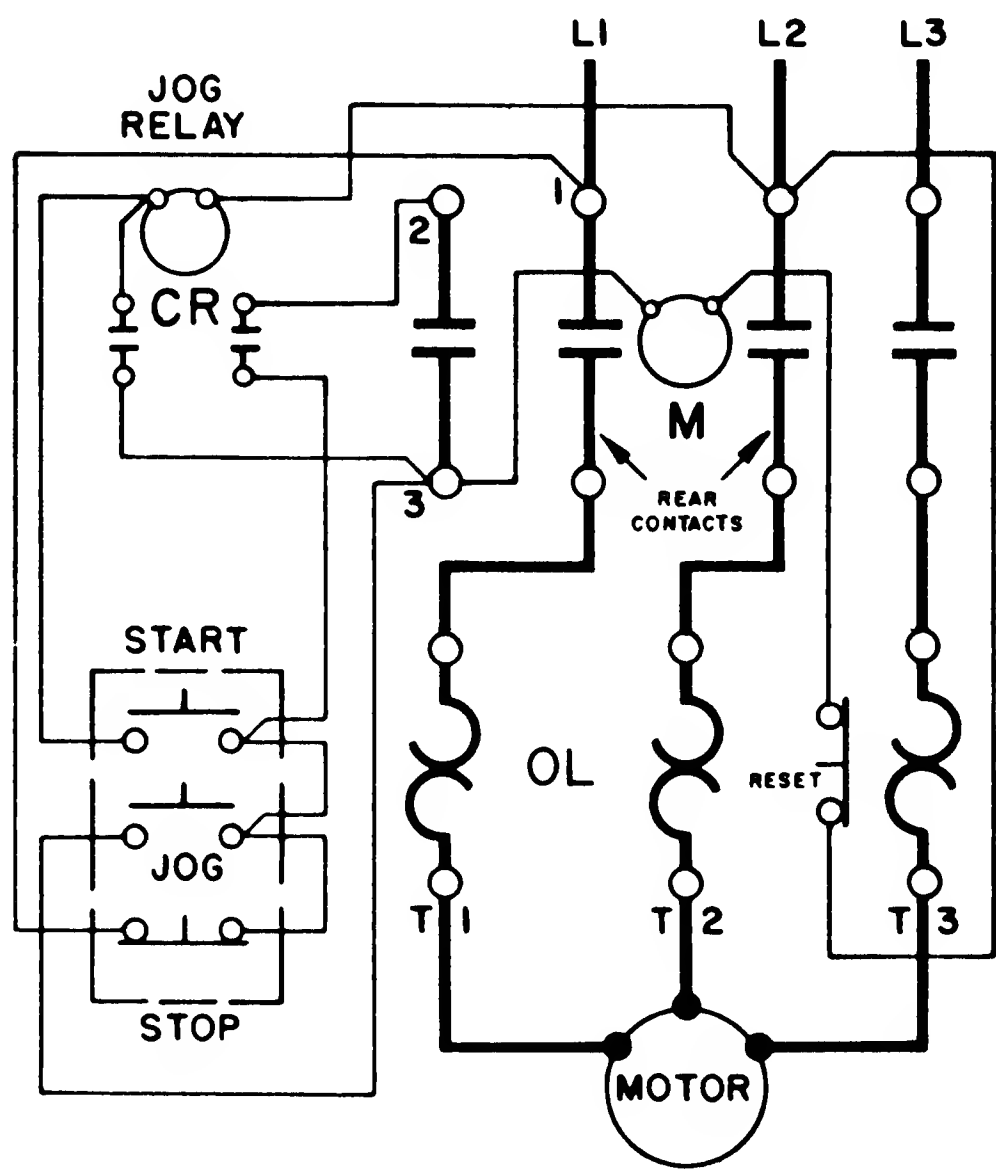 L1 L2 L3
JOG
RELAY
1
2
CR
M
3
REAR
CONTACTS
START
OL
RESET
JOG
T 1 T 2 T 3
STOP
MOTOR